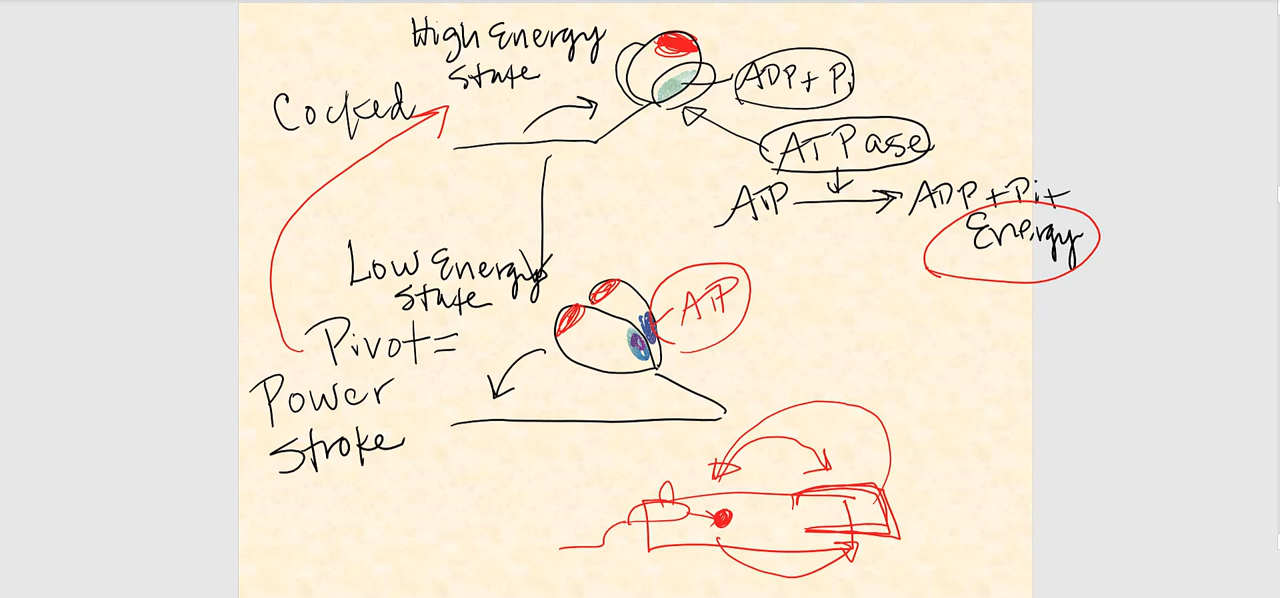 High Energy
State
Cocked
ADP + Pi
ATPase
ATP → ADP + Pi +
Energy
Low Energy
State
ATP
Pivot =
Power
Stroke